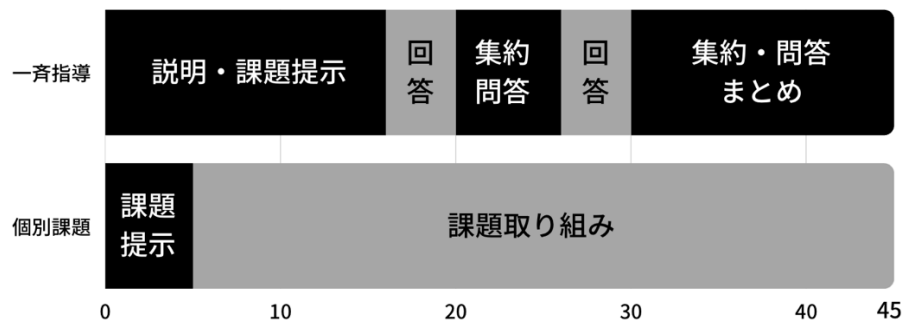 一斉指導
説明・課題提示
回
答
集約
問答
回
答
集約・問答
まとめ
個別課題
課題
提示
課題取り組み
0
10
20
30
40
45